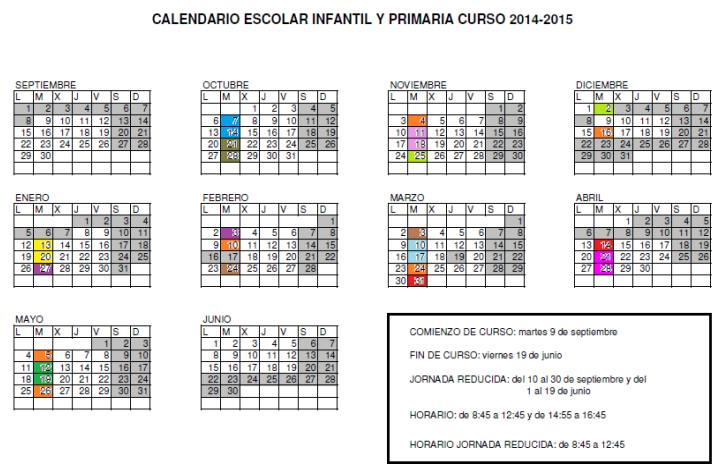 CALENDARIO ESCOLAR INFANTIL Y PRIMARIA CURSO 2014-2015
SEPTIEMBRE
L M X J V S D
1 2 3 4 5 6 7
8 9 10 11 12 13 14
15 16 17 18 19 20 21
22 23 24 25 26 27 28
29 30
OCTUBRE
L M X J V S D
1 2 3 4 5
6 7 8 9 10 11 12
13 14 15 16 17 18 19
20 21 22 23 24 25 26
27 28 29 30 31
NOVIEMBRE
L M X J V S D
1 2
3 4 5 6 7 8 9
10 11 12 13 14 15 16
17 18 19 20 21 22 23
24 25 26 27 28 29 30
DICIEMBRE
L M X J V S D
1 2 3 4 5 6 7
8 9 10 11 12 13 14
15 16 17 18 19 20 21
22 23 24 25 26 27 28
29 30 31
ENERO
L M X J V S D
1 2 3 4
5 6 7 8 9 10 11
12 13 14 15 16 17 18
19 20 21 22 23 24 25
26 27 28 29 30 31
FEBRERO
L M X J V S D
1
2 3 4 5 6 7 8
9 10 11 12 13 14 15
16 17 18 19 20 21 22
23 24 25 26 27 28
MARZO
L M X J V S D
1
2 3 4 5 6 7 8
9 10 11 12 13 14 15
16 17 18 19 20 21 22
23 24 25 26 27 28 29
30 31
ABRIL
L M X J V S D
1 2 3 4 5
6 7 8 9 10 11 12
13 14 15 16 17 18 19
20 21 22 23 24 25 26
27 28 29 30
MAYO
L M X J V S D
1 2 3
4 5 6 7 8 9 10
11 12 13 14 15 16 17
18 19 20 21 22 23 24
25 26 27 28 29 30 31
JUNIO
L M X J V S D
1 2 3 4 5 6 7
8 9 10 11 12 13 14
15 16 17 18 19 20 21
22 23 24 25 26 27 28
29 30
COMIENZO DE CURSO: martes 9 de septiembre
FIN DE CURSO: viernes 19 de junio
JORNADA REDUCIDA: del 10 al 30 de septiembre y del
1 al 19 de junio
HORARIO: de 8:45 a 12:45 y de 14:55 a 16:45
HORARIO JORNADA REDUCIDA: de 8:45 a 12:45